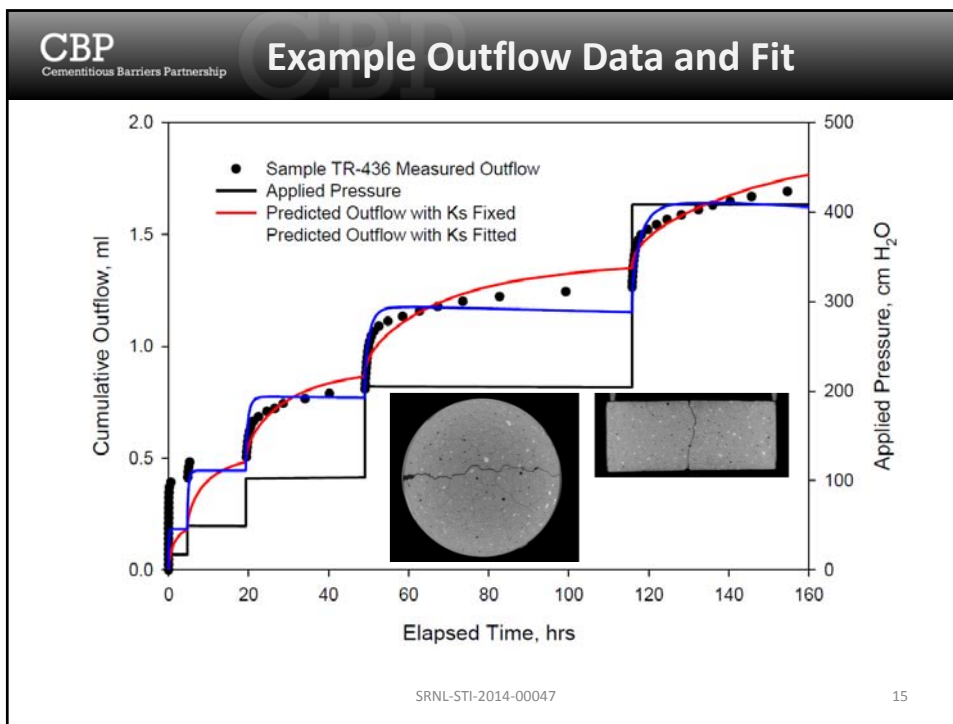 CBP
Cementitious Barriers Partnership
Example Outflow Data and Fit
2.0
1.5
1.0
0.5
0.0
Cumulative Outflow, ml
Sample TR-436 Measured Outflow
Applied Pressure
Predicted Outflow with Ks Fixed
Predicted Outflow with Ks Fitted
500
400
300
200
100
0
Applied Pressure, cm H₂O
0 20 40 60 80 100 120 140 160
Elapsed Time, hrs
SRNL-STI-2014-00047
15